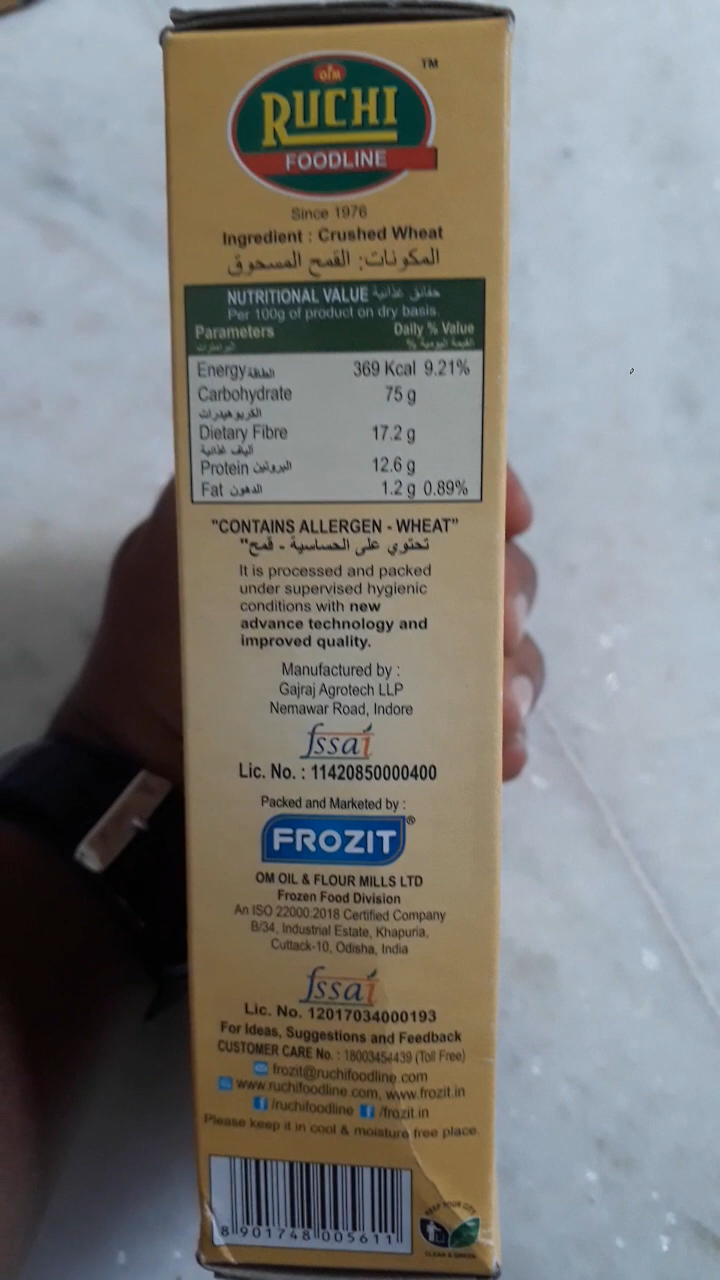 OTM
TM
RUCHI
FOODLINE
Since 1976
Ingredient : Crushed Wheat
المكونات: القمح المسحوق
NUTRITIONAL VALUE حقائق غذائية
Per 100g of product on dry basis.
Parameters Daily % Value
البرامترات القيمة اليومية %
Energy الطاقة 369 Kcal 9.21%
Carbohydrate 75 g
الكربوهيدرات
Dietary Fibre 17.2 g
ألياف غذائية
Protein البروتين 12.6 g
Fat الدهون 1.2 g 0.89%
"CONTAINS ALLERGEN - WHEAT"
تحتوي على الحساسية - قمح"
It is processed and packed
under supervised hygienic
conditions with new
advance technology and
improved quality.
Manufactured by :
Gajraj Agrotech LLP
Nemawar Road, Indore
fssai
Lic. No. : 11420850000400
Packed and Marketed by :
FROZIT®
OM OIL & FLOUR MILLS LTD
Frozen Food Division
An ISO 22000:2018 Certified Company
B/34, Industrial Estate, Khapuria,
Cuttack-10, Odisha, India
fssai
Lic. No. 12017034000193
For Ideas, Suggestions and Feedback
CUSTOMER CARE No. : 18003454439 (Toll Free)
frozit@ruchifoodline.com
www.ruchifoodline.com, www.frozit.in
f /ruchifoodline f /frozit.in
Please keep it in cool & moisture free place.
8 901748 005611
KEEP YOUR CITY
CLEAN & GREEN